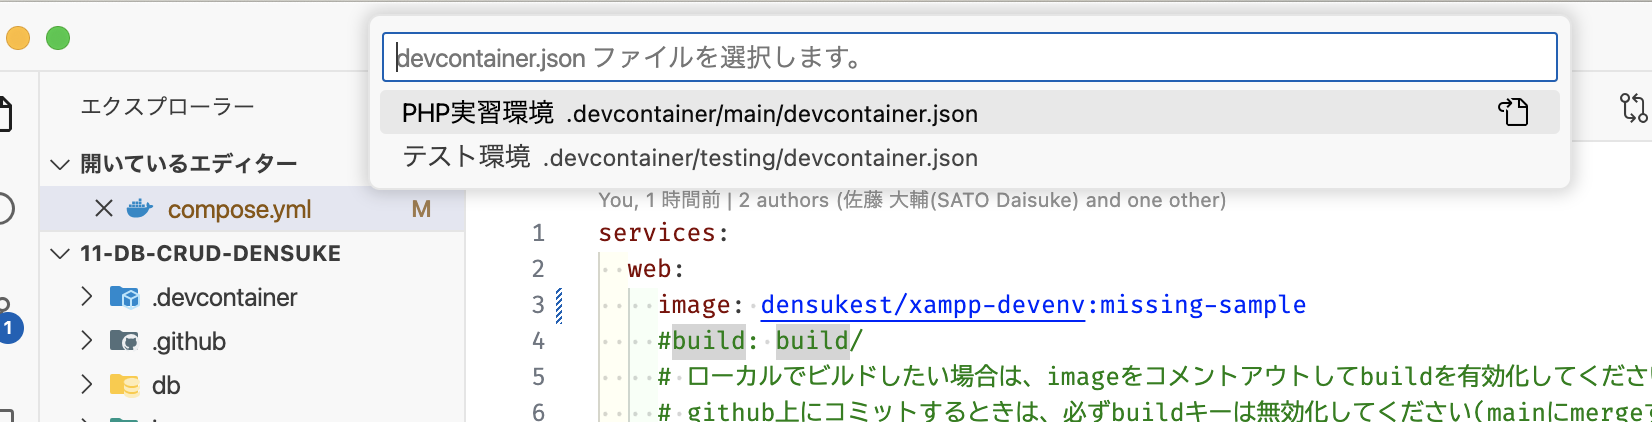 devcontainer.json ファイルを選択します。
PHP実習環境 .devcontainer/main/devcontainer.json
テスト環境 .devcontainer/testing/devcontainer.json
エクスプローラー
開いているエディター
compose.yml M
11-DB-CRUD-DENSUKE
.devcontainer
.github
db
1
You, 1 時間前 | 2 authors (佐藤 大輔(SATO Daisuke) and one other)
1 services:
2 web:
3 image: densukest/xampp-devenv:missing-sample
4 #build: build/
5 # ローカルでビルドしたい場合は、imageをコメントアウトしてbuildを有効化してくださ
6 # github上にコミットするときは、必ずbuildキーは無効化してください(mainにmergeす